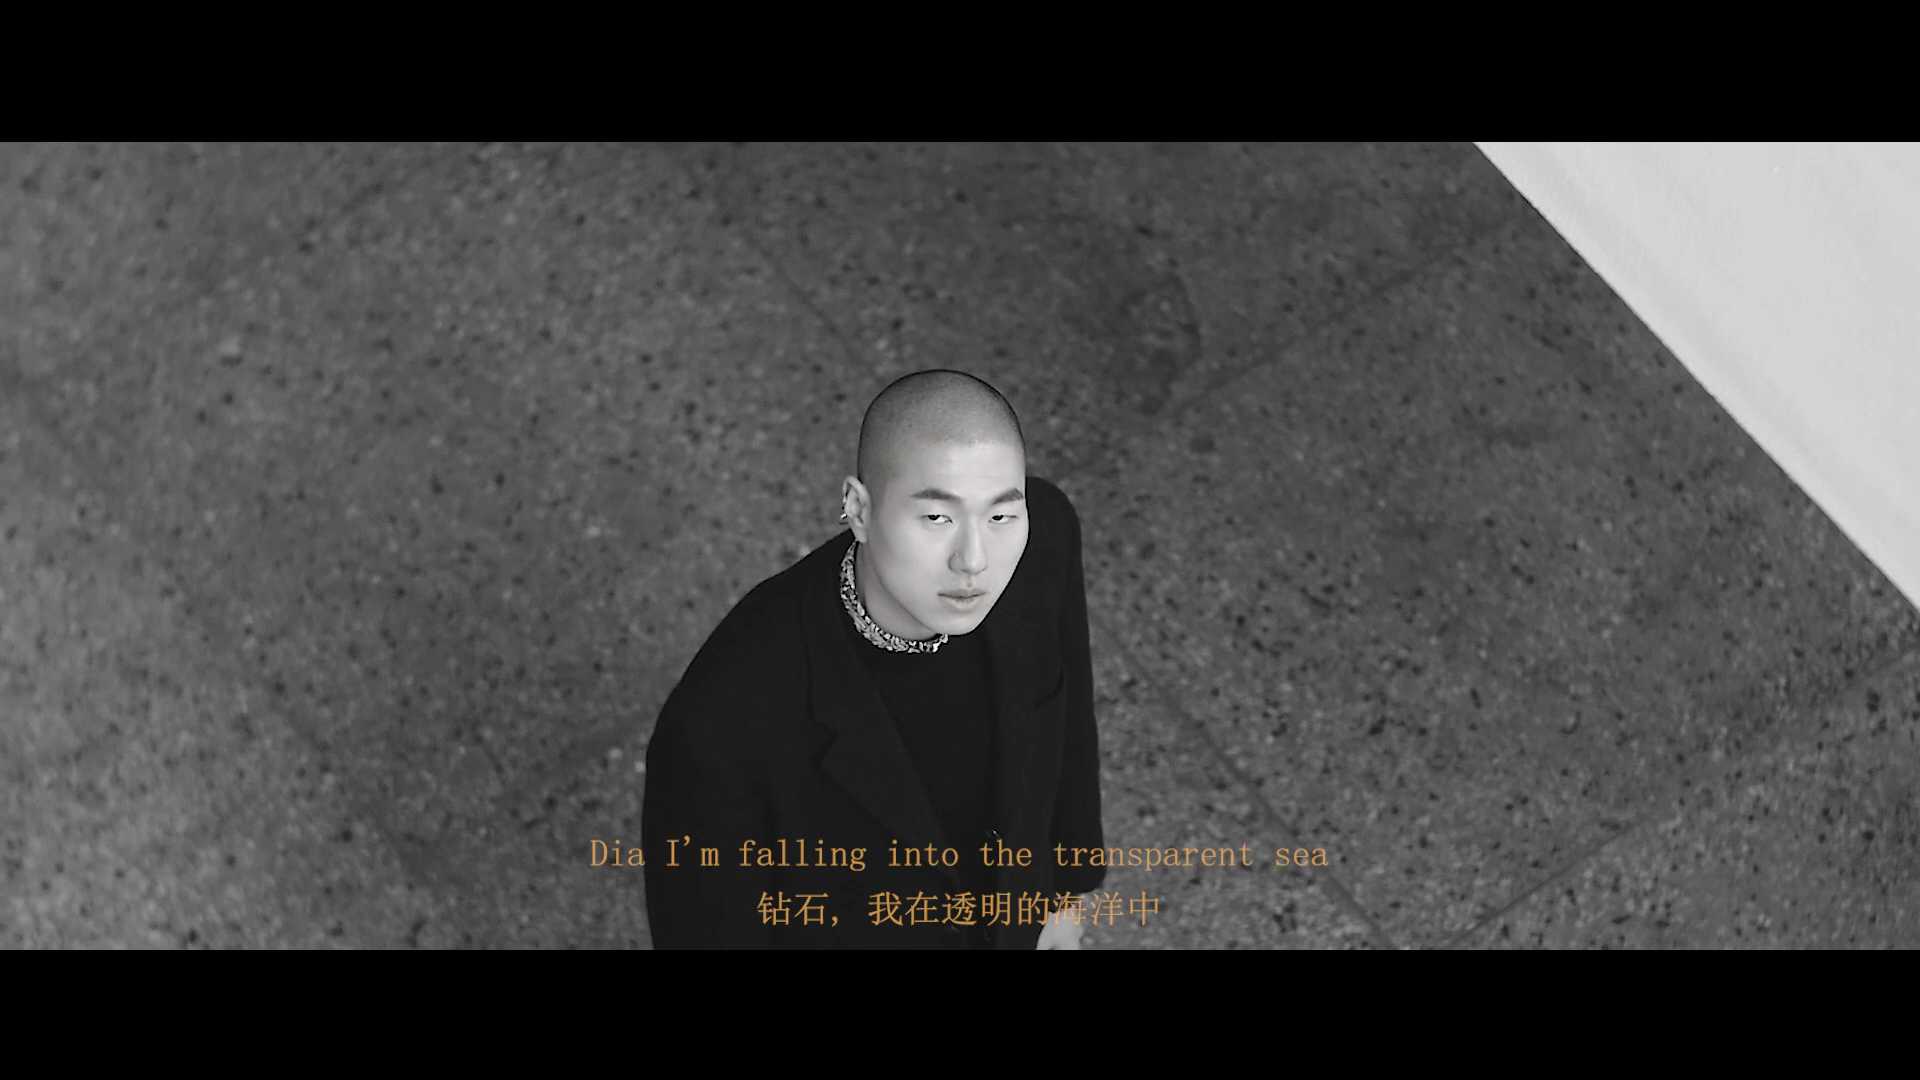 Dia I'm falling into the transparent sea
钻石, 我在透明的海洋中